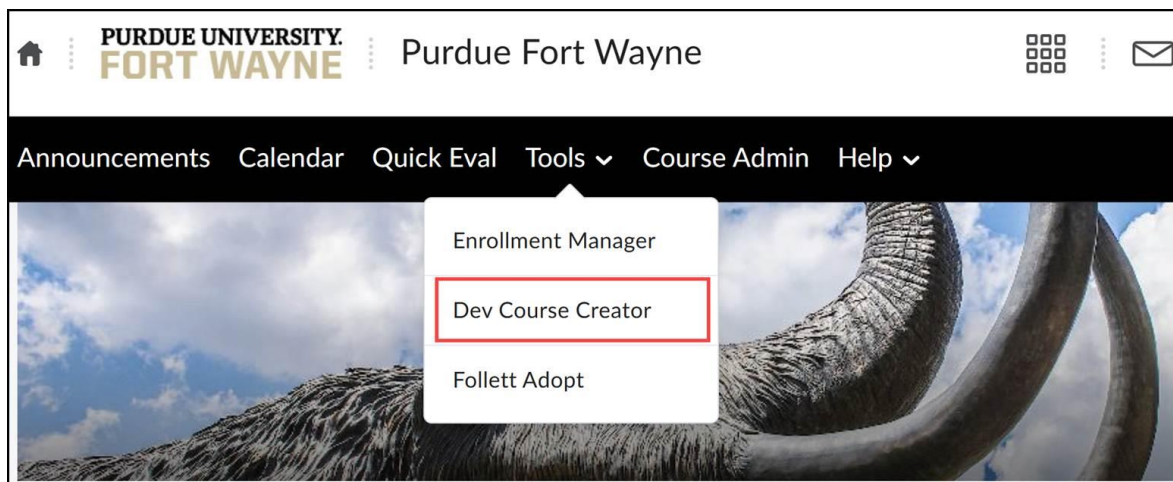 PURDUE UNIVERSITY.
FORT WAYNE
Purdue Fort Wayne
Announcements Calendar Quick Eval Tools Course Admin Help
Enrollment Manager
Dev Course Creator
Follett Adopt